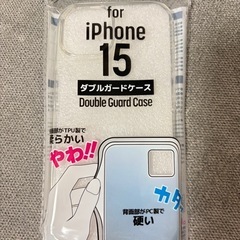 for
iPhone
15
ダブルガードケース
Double Guard Case
部がTPU製で
柔らかい
やわ!!
カタ
背面部がPC製で
硬い